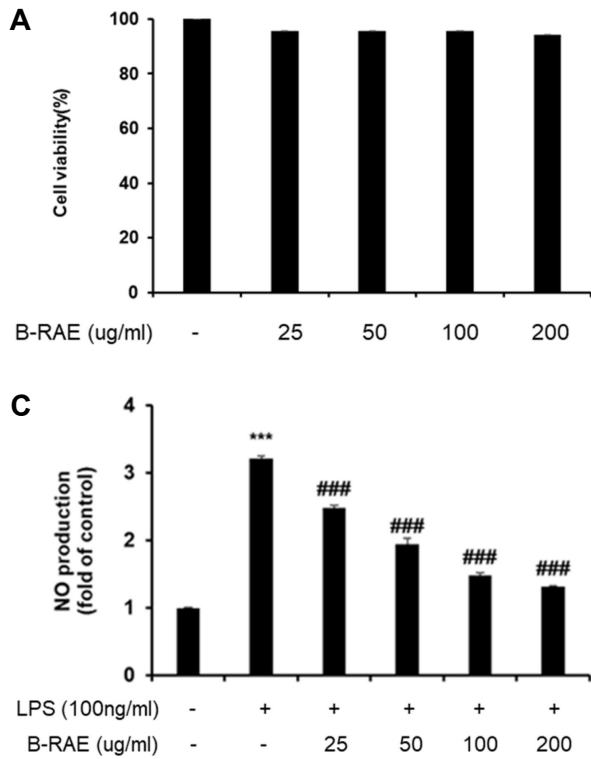 A
100
80
60
40
20
0
Cell viability(%)
B-RAE (ug/ml) - 25 50 100 200
C
4
3
2
1
0
NO production
(fold of control)
***
###
###
###
###
LPS (100ng/ml) - + + + + +
B-RAE (ug/ml) - - 25 50 100 200